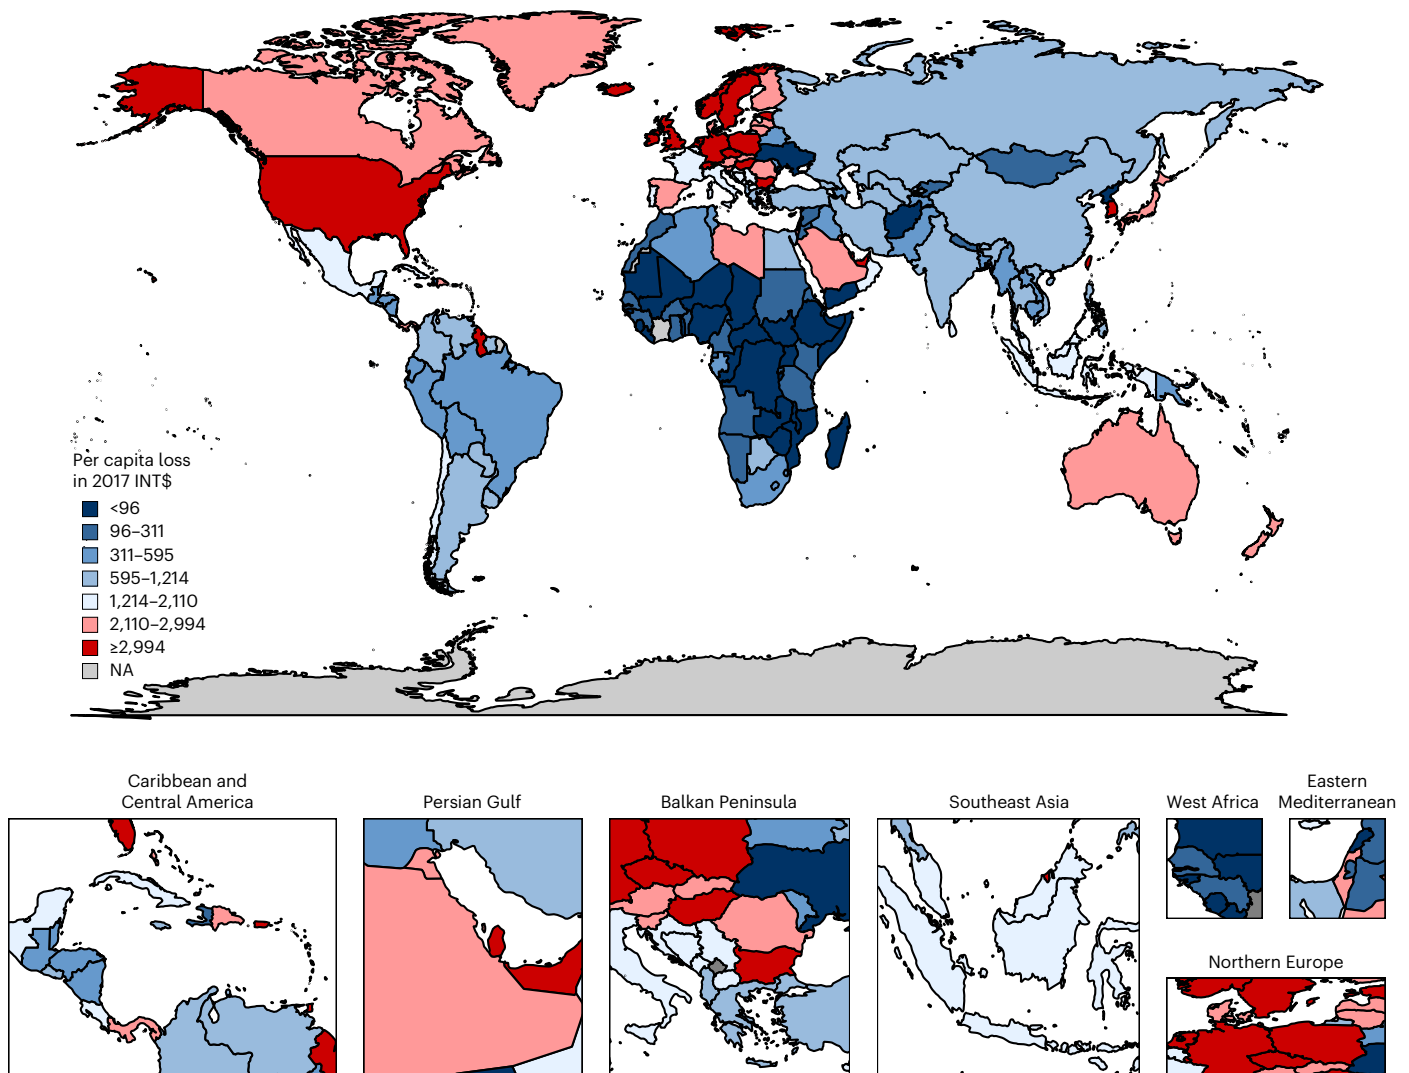 Per capita loss
in 2017 INT$
<96
96–311
311–595
595–1,214
1,214–2,110
2,110–2,994
≥2,994
NA
Caribbean and
Central America
Persian Gulf
Balkan Peninsula
Southeast Asia
West Africa
Eastern
Mediterranean
Northern Europe